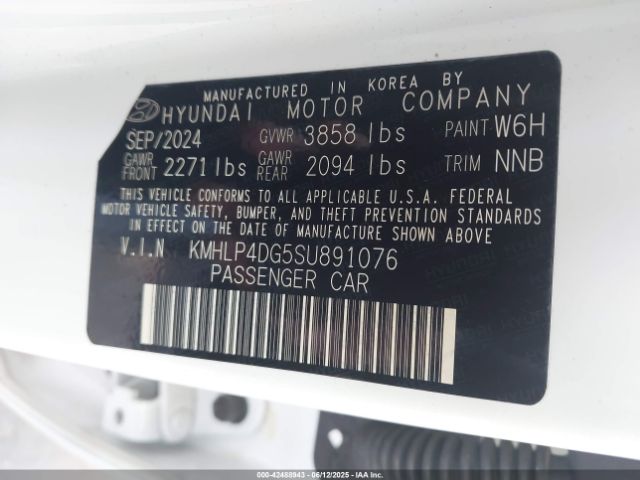 MANUFACTURED IN KOREA BY
HYUNDAI MOTOR COMPANY
SEP/2024 GVWR 3858 lbs PAINT W6H
GAWR FRONT 2271 lbs GAWR REAR 2094 lbs TRIM NNB
THIS VEHICLE CONFORMS TO ALL APPLICABLE U.S.A. FEDERAL
MOTOR VEHICLE SAFETY, BUMPER, AND THEFT PREVENTION STANDARDS
IN EFFECT ON THE DATE OF MANUFACTURE SHOWN ABOVE.
V.I.N KMHLP4DG5SU891076
PASSENGER CAR
000-42488943 - 06/12/2025 - IAAI.COM